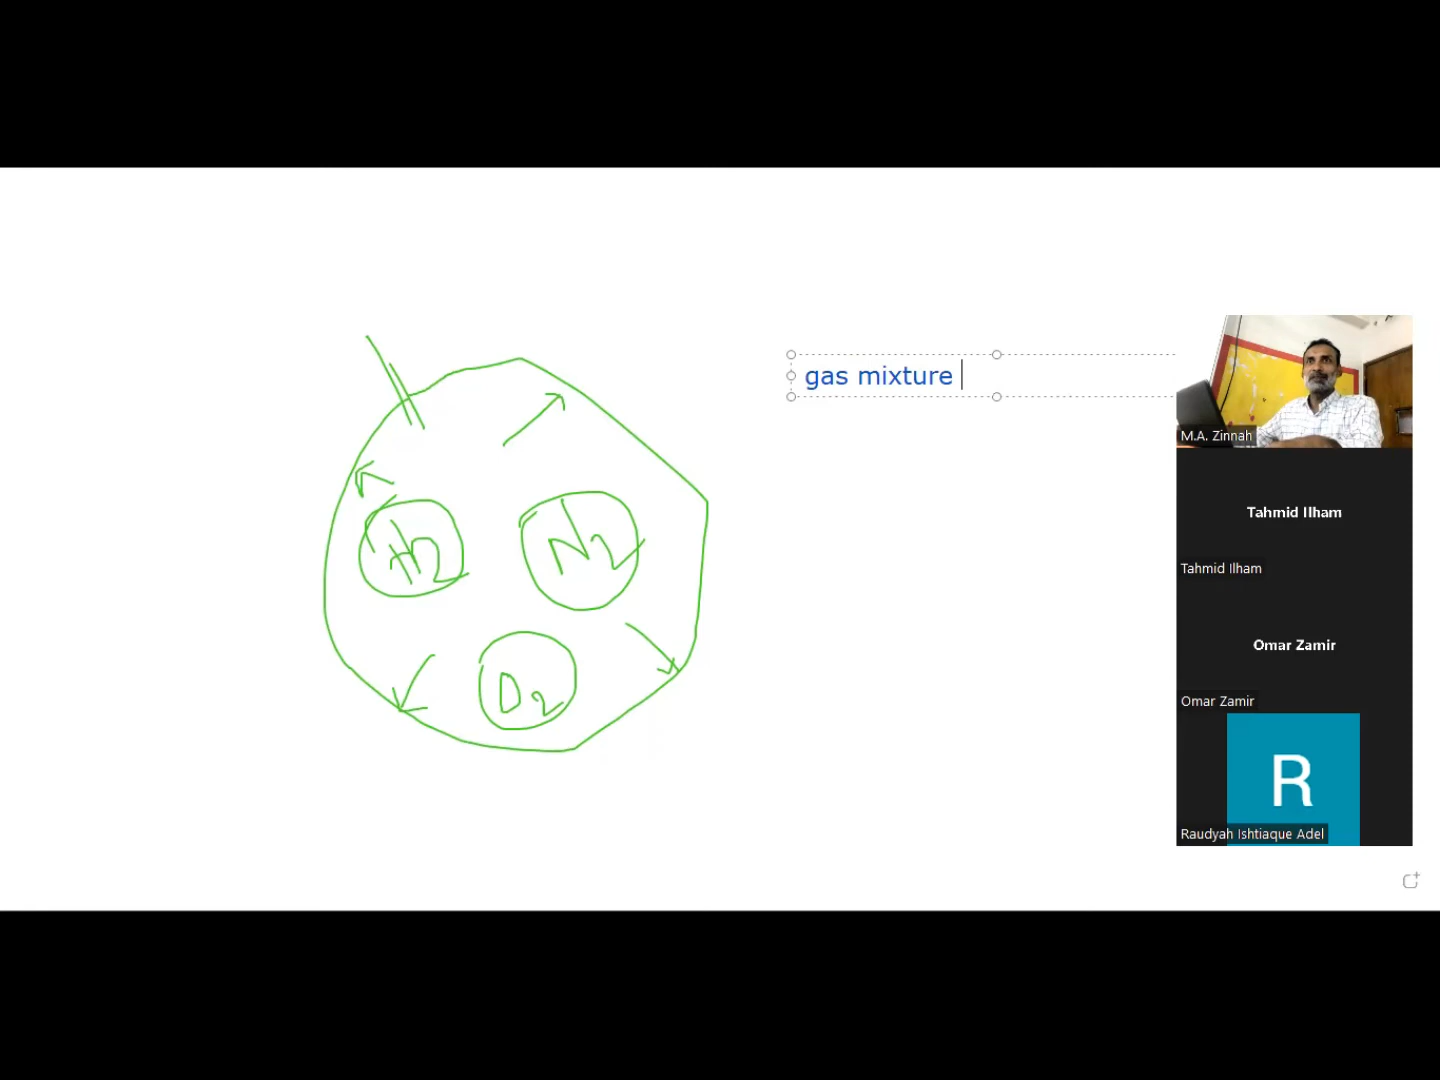 gas mixture
H2
N2
O2
M.A. Zinnah
Tahmid Ilham
Tahmid Ilham
Omar Zamir
Omar Zamir
R
Raudyah Ishtiaque Adel